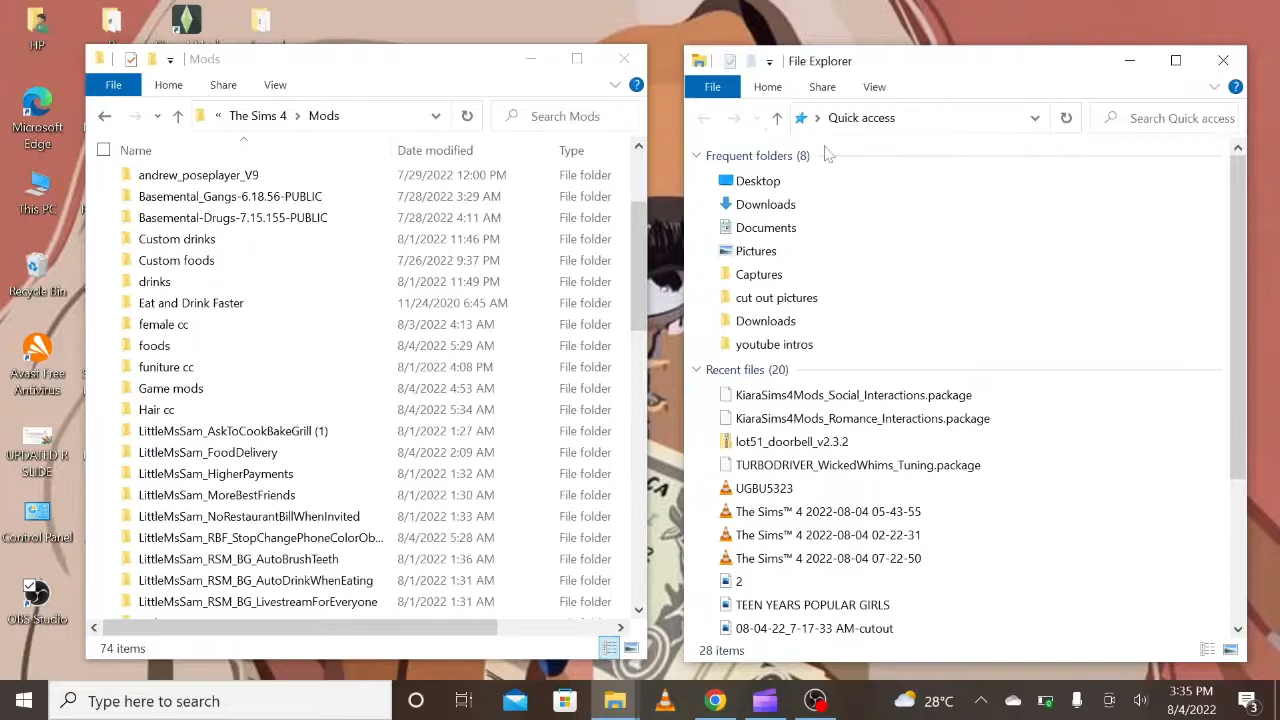 HP
Microsoft
Edge
This PC
Recycle Bin
Avast Free
Antivirus
UPDATED R
SLIDE
Control Panel
OBS Studio
Mods
File
Home
Share
View
« The Sims 4 > Mods
Search Mods
Name
Date modified
Type
andrew_poseplayer_V9 7/29/2022 12:00 PM File folder
Basemental_Gangs-6.18.56-PUBLIC 7/28/2022 3:29 AM File folder
Basemental-Drugs-7.15.155-PUBLIC 7/28/2022 4:11 AM File folder
Custom drinks 8/1/2022 11:46 PM File folder
Custom foods 7/26/2022 9:37 PM File folder
drinks 8/1/2022 11:49 PM File folder
Eat and Drink Faster 11/24/2020 6:45 AM File folder
female cc 8/3/2022 4:13 AM File folder
foods 8/4/2022 5:29 AM File folder
funiture cc 8/1/2022 4:08 PM File folder
Game mods 8/4/2022 4:53 AM File folder
Hair cc 8/4/2022 5:34 AM File folder
LittleMsSam_AskToCookBakeGrill (1) 8/1/2022 1:27 AM File folder
LittleMsSam_FoodDelivery 8/4/2022 2:09 AM File folder
LittleMsSam_HigherPayments 8/1/2022 1:32 AM File folder
LittleMsSam_MoreBestFriends 8/1/2022 1:30 AM File folder
LittleMsSam_NoRestaurantBillWhenInvited 8/1/2022 1:33 AM File folder
LittleMsSam_RBF_StopChangePhoneColorOb... 8/4/2022 5:28 AM File folder
LittleMsSam_RSM_BG_AutoBrushTeeth 8/1/2022 1:36 AM File folder
LittleMsSam_RSM_BG_AutoDrinkWhenEating 8/1/2022 1:31 AM File folder
LittleMsSam_RSM_BG_LivestreamForEveryone 8/1/2022 1:31 AM File folder
74 items
File Explorer
File
Home
Share
View
> Quick access
Search Quick access
Frequent folders (8)
Desktop
Downloads
Documents
Pictures
Captures
cut out pictures
Downloads
youtube intros
Recent files (20)
KiaraSims4Mods_Social_Interactions.package
KiaraSims4Mods_Romance_Interactions.package
lot51_doorbell_v2.3.2
TURBODRIVER_WickedWhims_Tuning.package
UGBU5323
The Sims™ 4 2022-08-04 05-43-55
The Sims™ 4 2022-08-04 02-22-31
The Sims™ 4 2022-08-04 07-22-50
2
TEEN YEARS POPULAR GIRLS
08-04-22_7-17-33 AM-cutout
28 items
Type here to search
28°C
3:35 PM
8/4/2022
3